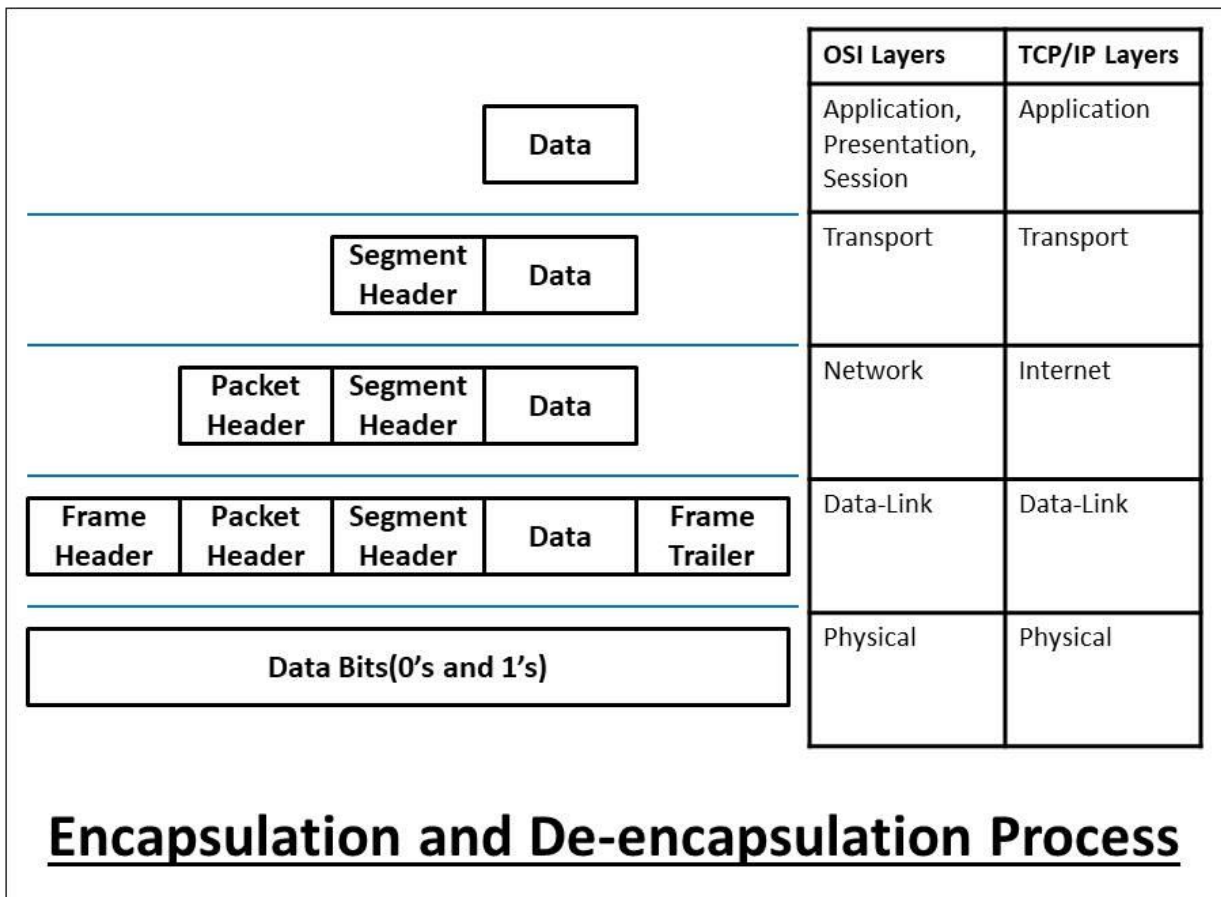 OSI Layers
TCP/IP Layers
Data
Application,
Presentation,
Session
Application
Segment
Header
Data
Transport
Transport
Packet
Header
Segment
Header
Data
Network
Internet
Frame
Header
Packet
Header
Segment
Header
Data
Frame
Trailer
Data-Link
Data-Link
Data Bits(0’s and 1’s)
Physical
Physical
Encapsulation and De-encapsulation Process